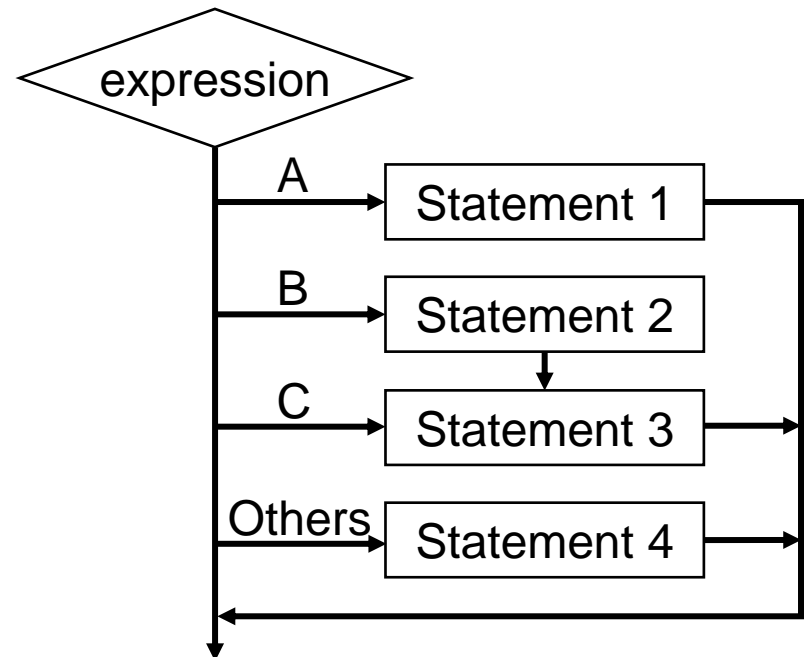 expression
A
Statement 1
B
Statement 2
C
Statement 3
Others
Statement 4